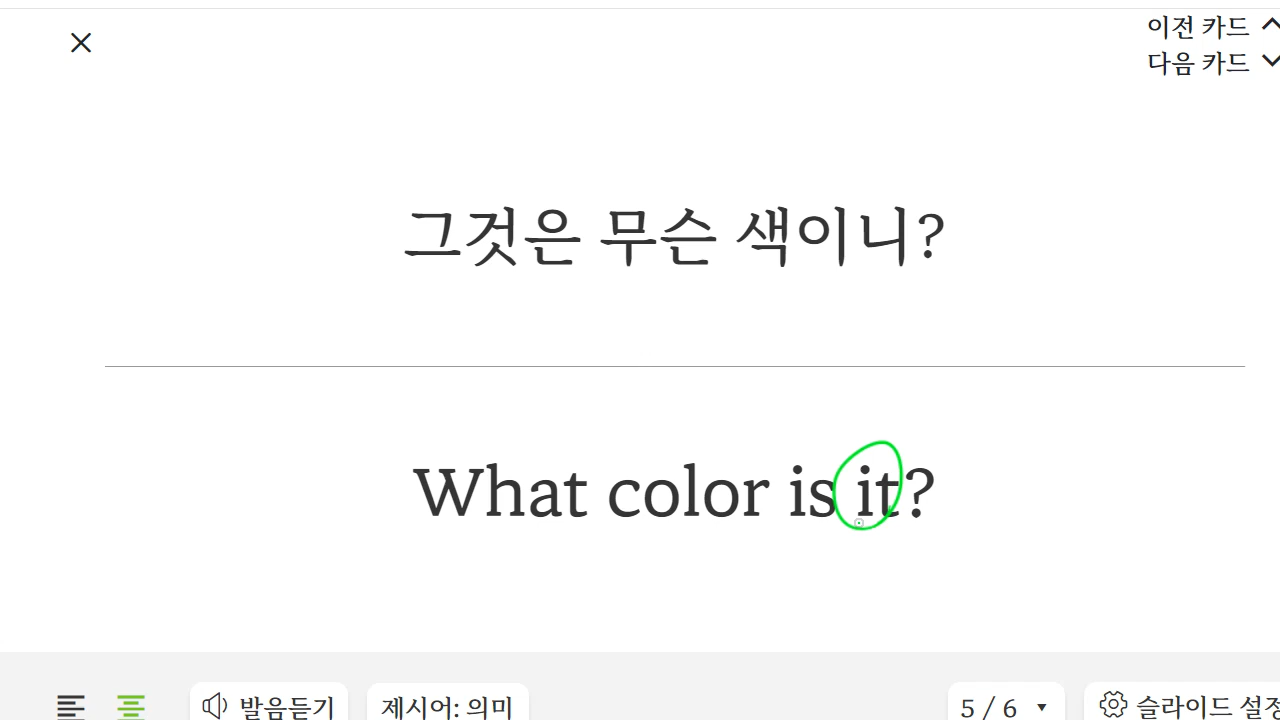 이전 카드
다음 카드
그것은 무슨 색이니?
What color is it?
발음듣기 제시어: 의미 5 / 6 슬라이드 설정